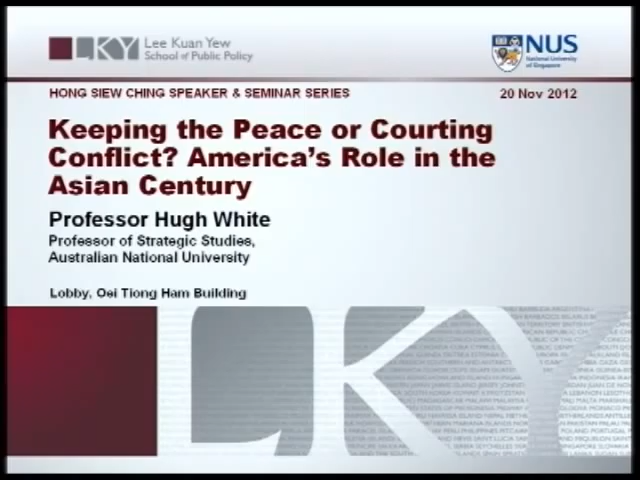 LKY Lee Kuan Yew
School of Public Policy
NUS
National University
of Singapore
HONG SIEW CHING SPEAKER & SEMINAR SERIES 20 Nov 2012
Keeping the Peace or Courting
Conflict? America's Role in the
Asian Century
Professor Hugh White
Professor of Strategic Studies,
Australian National University
Lobby, Oei Tiong Ham Building
LKY